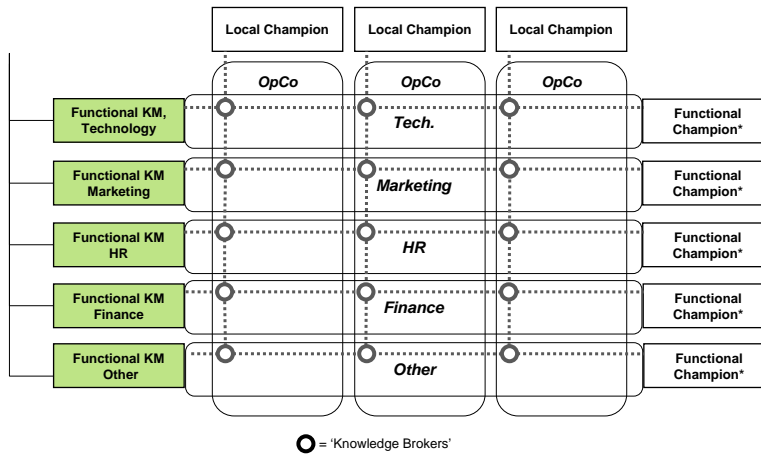 Local Champion
Local Champion
Local Champion
OpCo
OpCo
OpCo
Functional KM,
Technology
Tech.
Functional
Champion*
Functional KM
Marketing
Marketing
Functional
Champion*
Functional KM
HR
HR
Functional
Champion*
Functional KM
Finance
Finance
Functional
Champion*
Functional KM
Other
Other
Functional
Champion*
= ‘Knowledge Brokers’